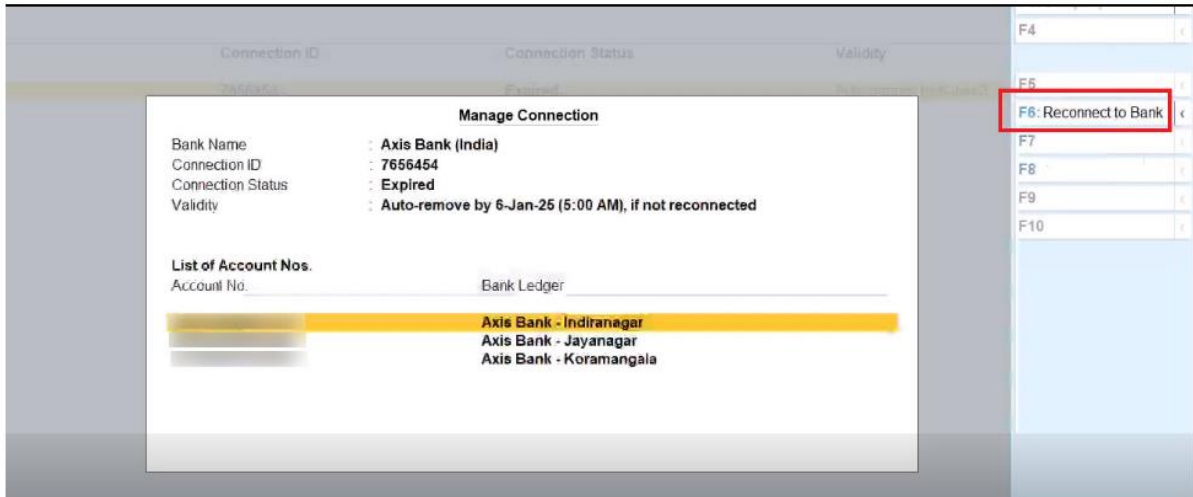 F4
Connection ID Connection Status Validity
7656454 Expired
F5
Manage Connection
F6: Reconnect to Bank
Bank Name : Axis Bank (India)
F7
Connection ID : 7656454
F8
Connection Status : Expired
Validity : Auto-remove by 6-Jan-25 (5:00 AM), if not reconnected
F9
F10
List of Account Nos.
Account No. Bank Ledger
Axis Bank - Indiranagar
Axis Bank - Jayanagar
Axis Bank - Koramangala